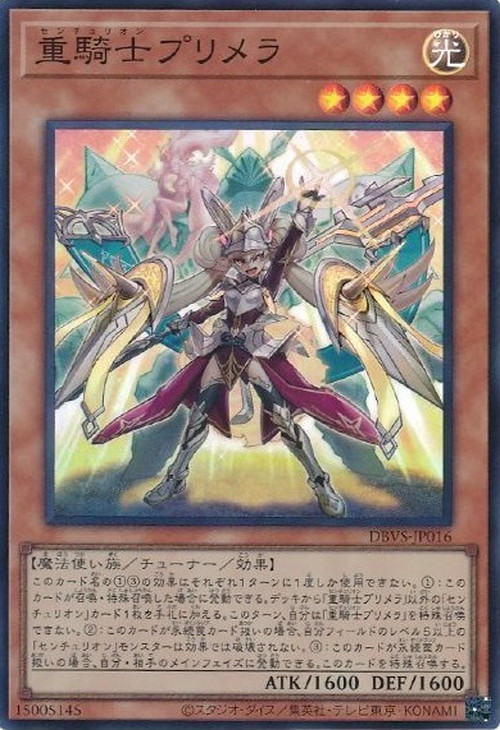 センチュリオン
重騎士プリメラ
ひかり
光
DBVS-JP016
【魔法使い族／チューナー／効果】
このカード名の①③の効果はそれぞれ１ターンに１度しか使用できない。①：この
カードが召喚・特殊召喚した場合に発動できる。デッキから「重騎士プリメラ」以外の「セ
ンチュリオン」カード１枚を手札に加える。このターン、自分は「重騎士プリメラ」を特殊召喚
できない。②：このカードが永続罠カード扱いの場合、自分フィールドのレベル５以上の
「センチュリオン」モンスターは効果では破壊されない。③：このカードが永続罠カード
扱いの場合、自分・相手のメインフェイズに発動できる。このカードを特殊召喚する。
ATK/1600 DEF/1600
15005145
©スタジオ・ダイス／集英社・テレビ東京・KONAMI